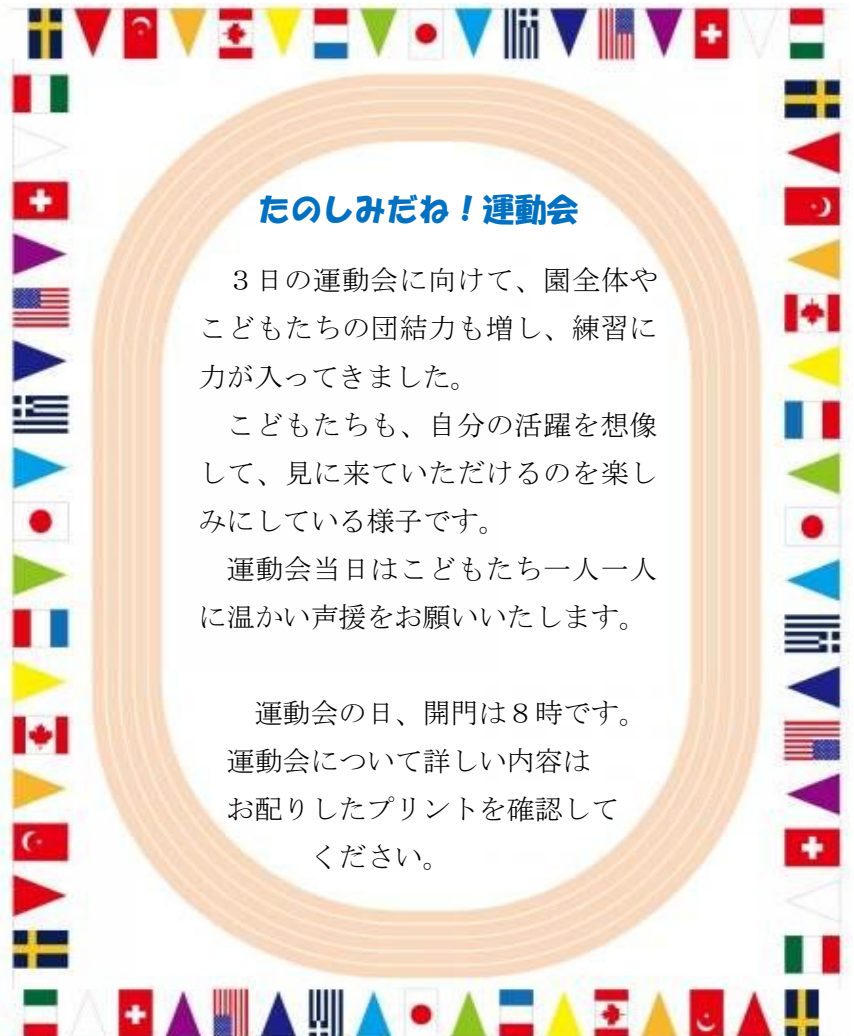 たのしみだね！運動会
　３日の運動会に向けて、園全体や
こどもたちの団結力も増し、練習に
力が入ってきました。
　こどもたちも、自分の活躍を想像
して、見に来ていただけるのを楽し
みにしている様子です。
　運動会当日はこどもたち一人一人
に温かい声援をお願いいたします。
運動会の日、開門は８時です。
運動会について詳しい内容は
お配りしたプリントを確認して
ください。